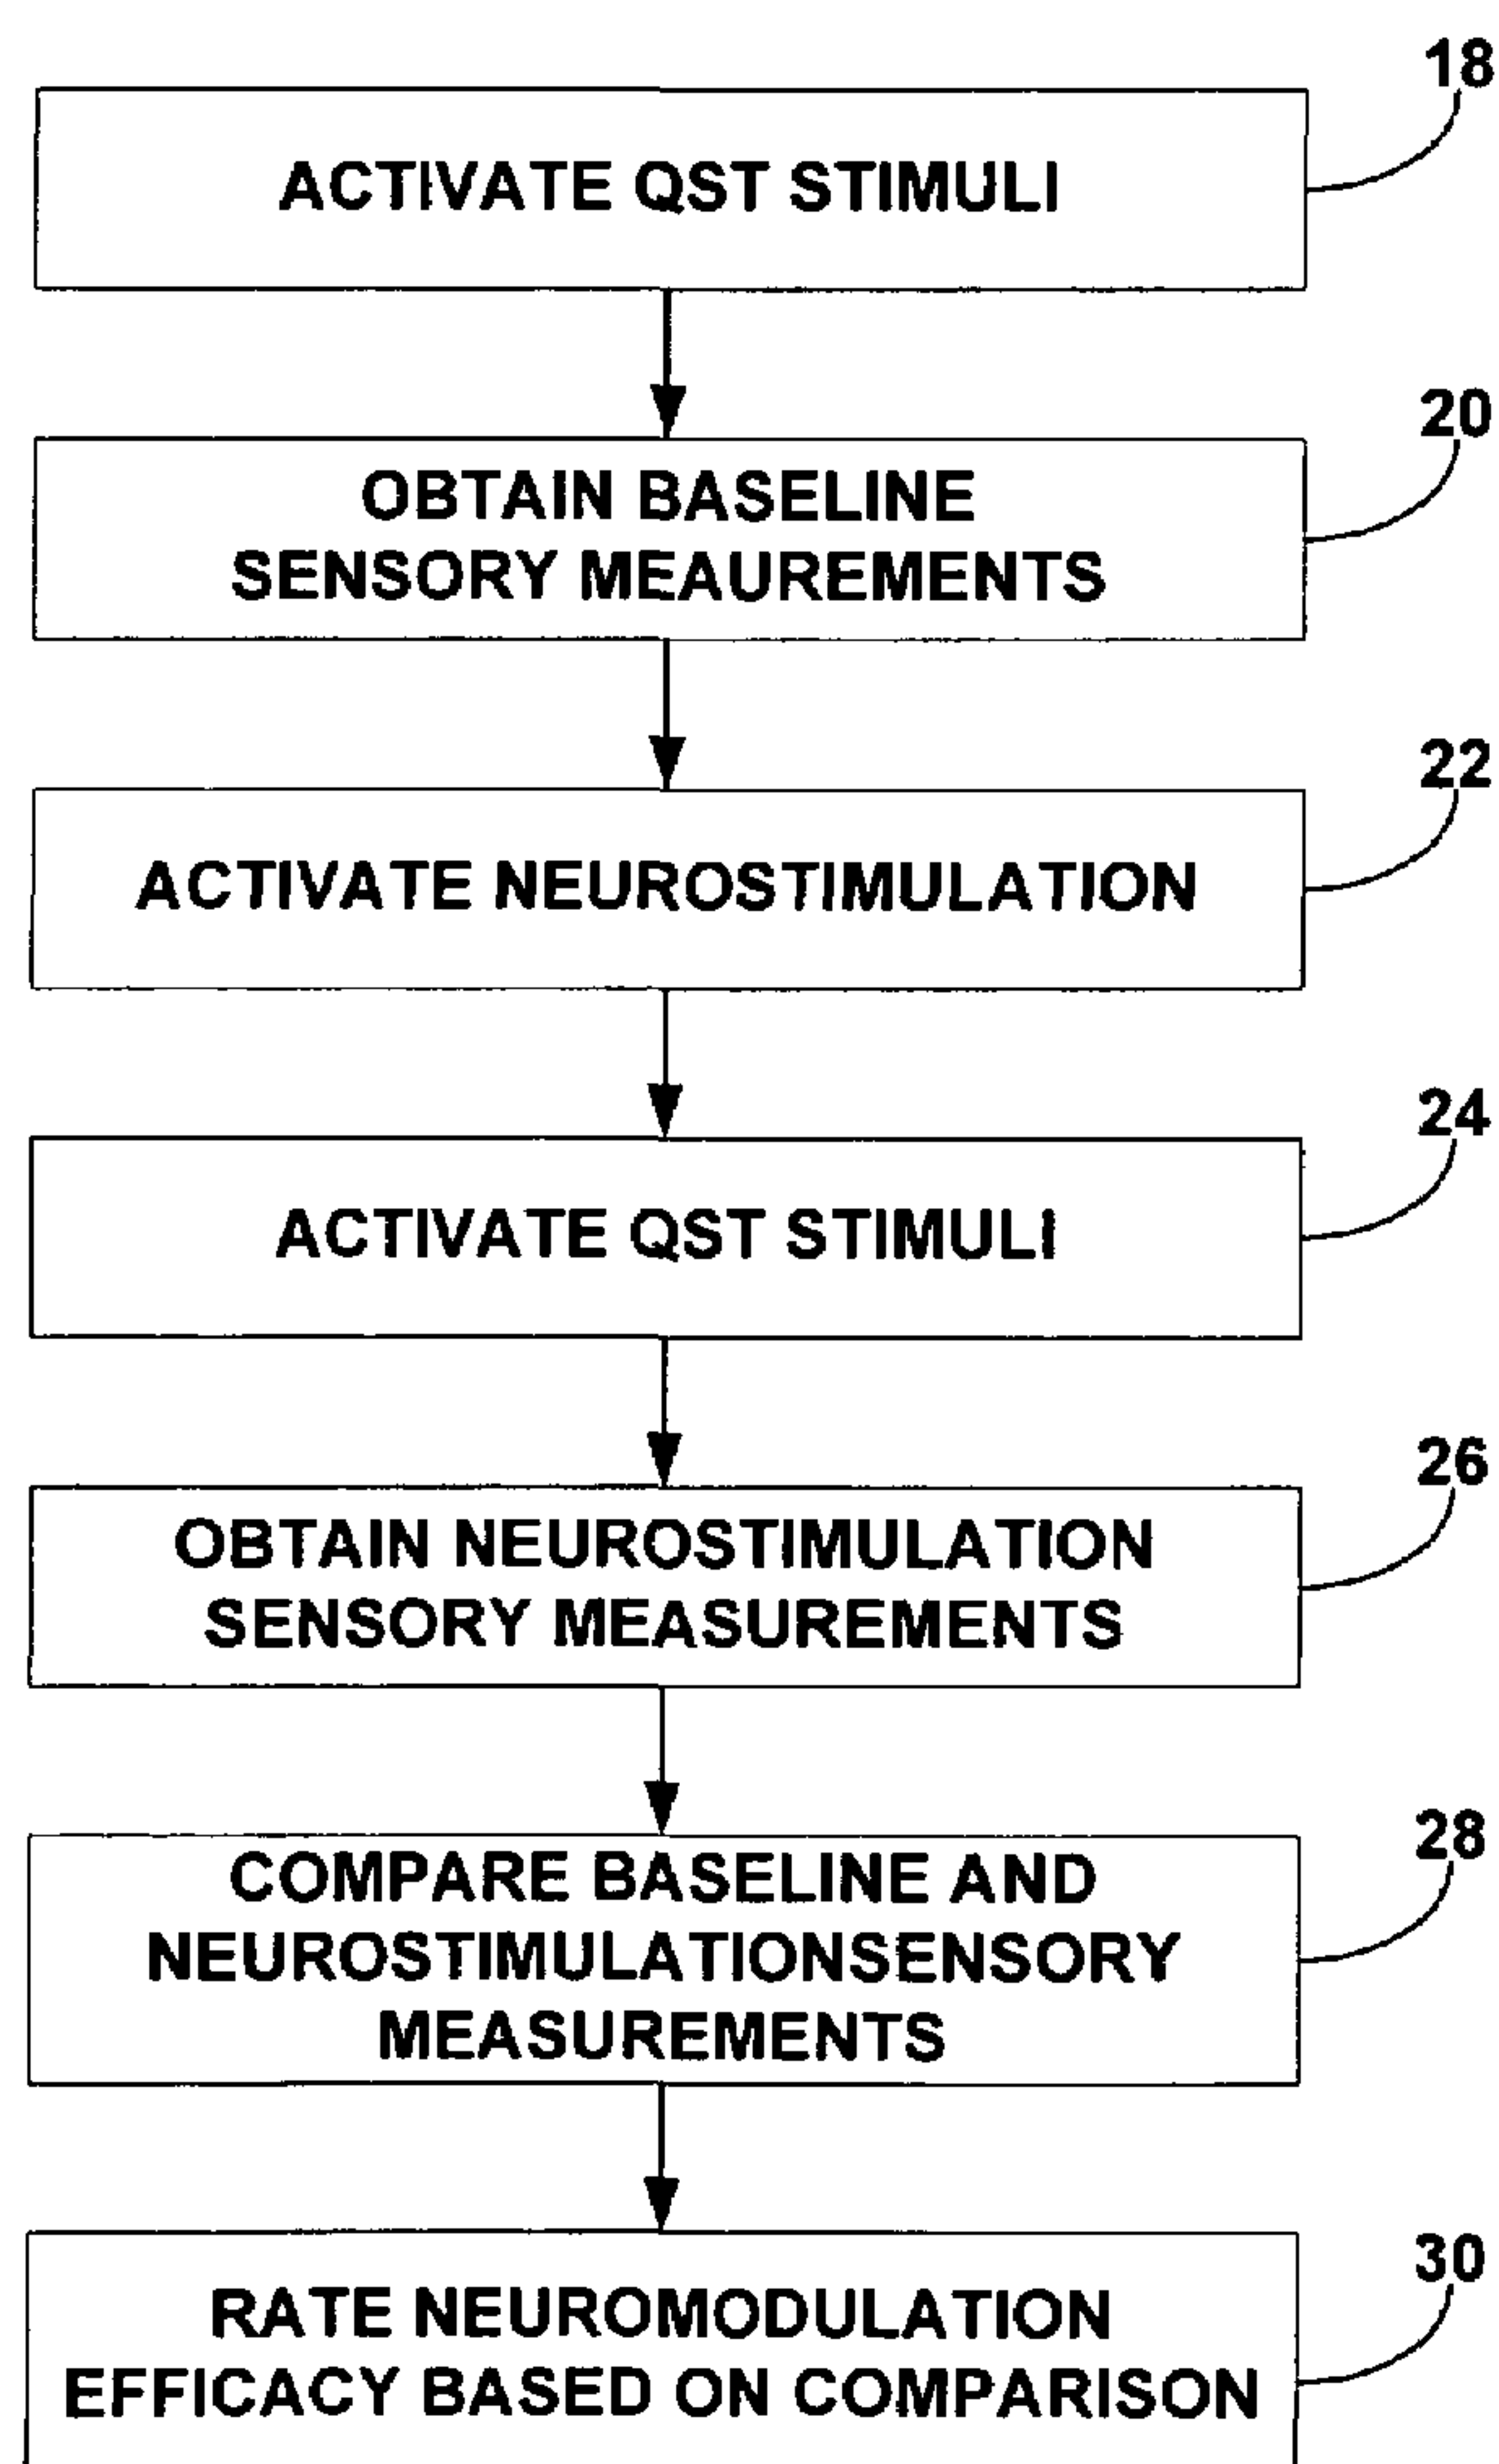 18
ACTIVATE QST STIMULI
20
OBTAIN BASELINE
SENSORY MEAUREMENTS
22
ACTIVATE NEUROSTIMULATION
24
ACTIVATE QST STIMULI
26
OBTAIN NEUROSTIMULATION
SENSORY MEASUREMENTS
28
COMPARE BASELINE AND
NEUROSTIMULATIONSENSORY
MEASUREMENTS
30
RATE NEUROMODULATION
EFFICACY BASED ON COMPARISON